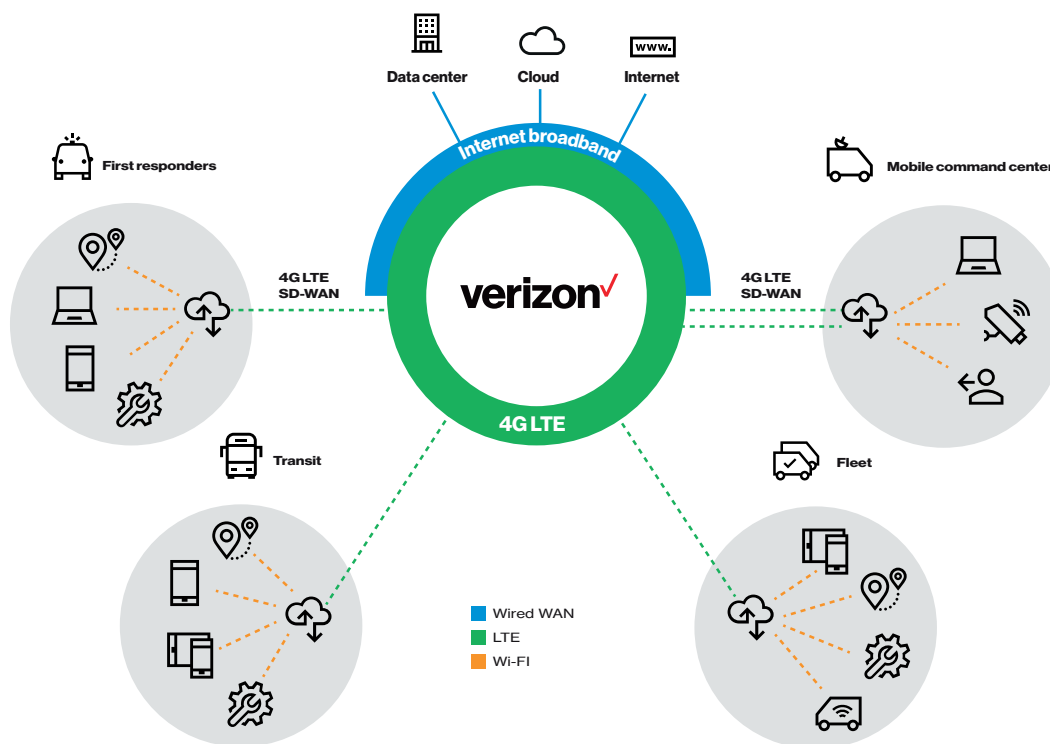 www.
Data center
Cloud
Internet
Internet broadband
First responders
Mobile command center
4G LTE
SD-WAN
verizon
4G LTE
SD-WAN
4G LTE
Transit
Fleet
Wired WAN
LTE
Wi-FI